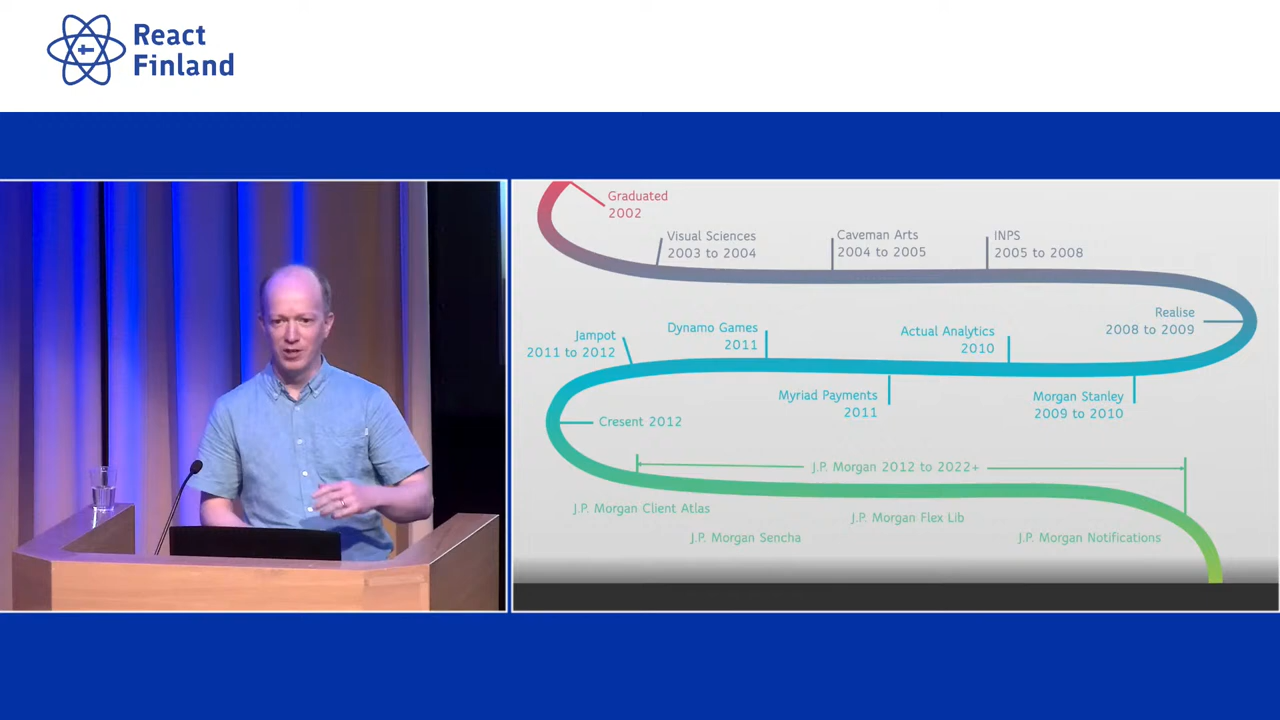 React
Finland
Graduated
2002
Visual Sciences
2003 to 2004
Caveman Arts
2004 to 2005
INPS
2005 to 2008
Realise
2008 to 2009
Jampot
2011 to 2012
Dynamo Games
2011
Actual Analytics
2010
Myriad Payments
2011
Morgan Stanley
2009 to 2010
Cresent 2012
J.P. Morgan 2012 to 2022+
J.P. Morgan Client Atlas
J.P. Morgan Flex Lib
J.P. Morgan Sencha
J.P. Morgan Notifications